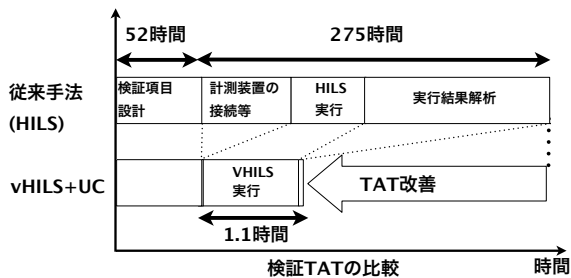 52時間
275時間
従来手法
(HILS)
検証項目
設計
計測装置の
接続等
HILS
実行
実行結果解析
vHILS+UC
VHILS
実行
TAT改善
1.1時間
検証TATの比較
時間